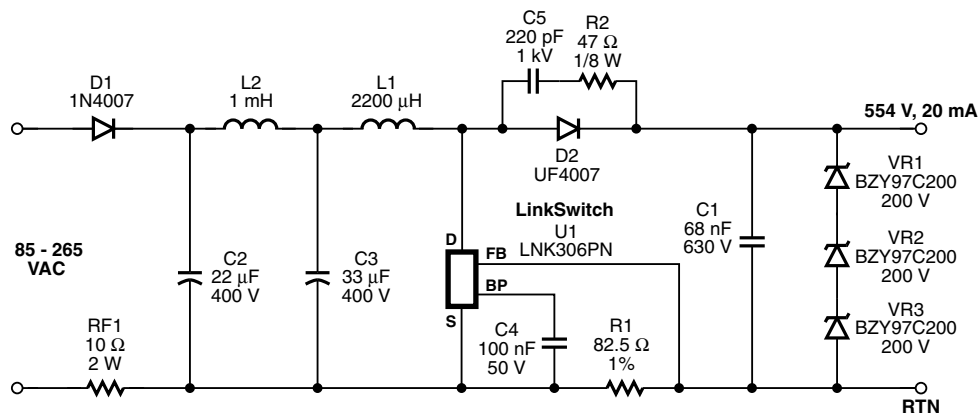 C5
220 pF
1 kV
R2
47 Ω
1/8 W
D1
1N4007
L2
1 mH
L1
2200 µH
554 V, 20 mA
D2
UF4007
VR1
BZY97C200
200 V
LinkSwitch
U1
LNK306PN
C1
68 nF
630 V
D
FB
BP
S
85 - 265
VAC
C2
22 µF
400 V
C3
33 µF
400 V
VR2
BZY97C200
200 V
RF1
10 Ω
2 W
C4
100 nF
50 V
R1
82.5 Ω
1%
VR3
BZY97C200
200 V
RTN